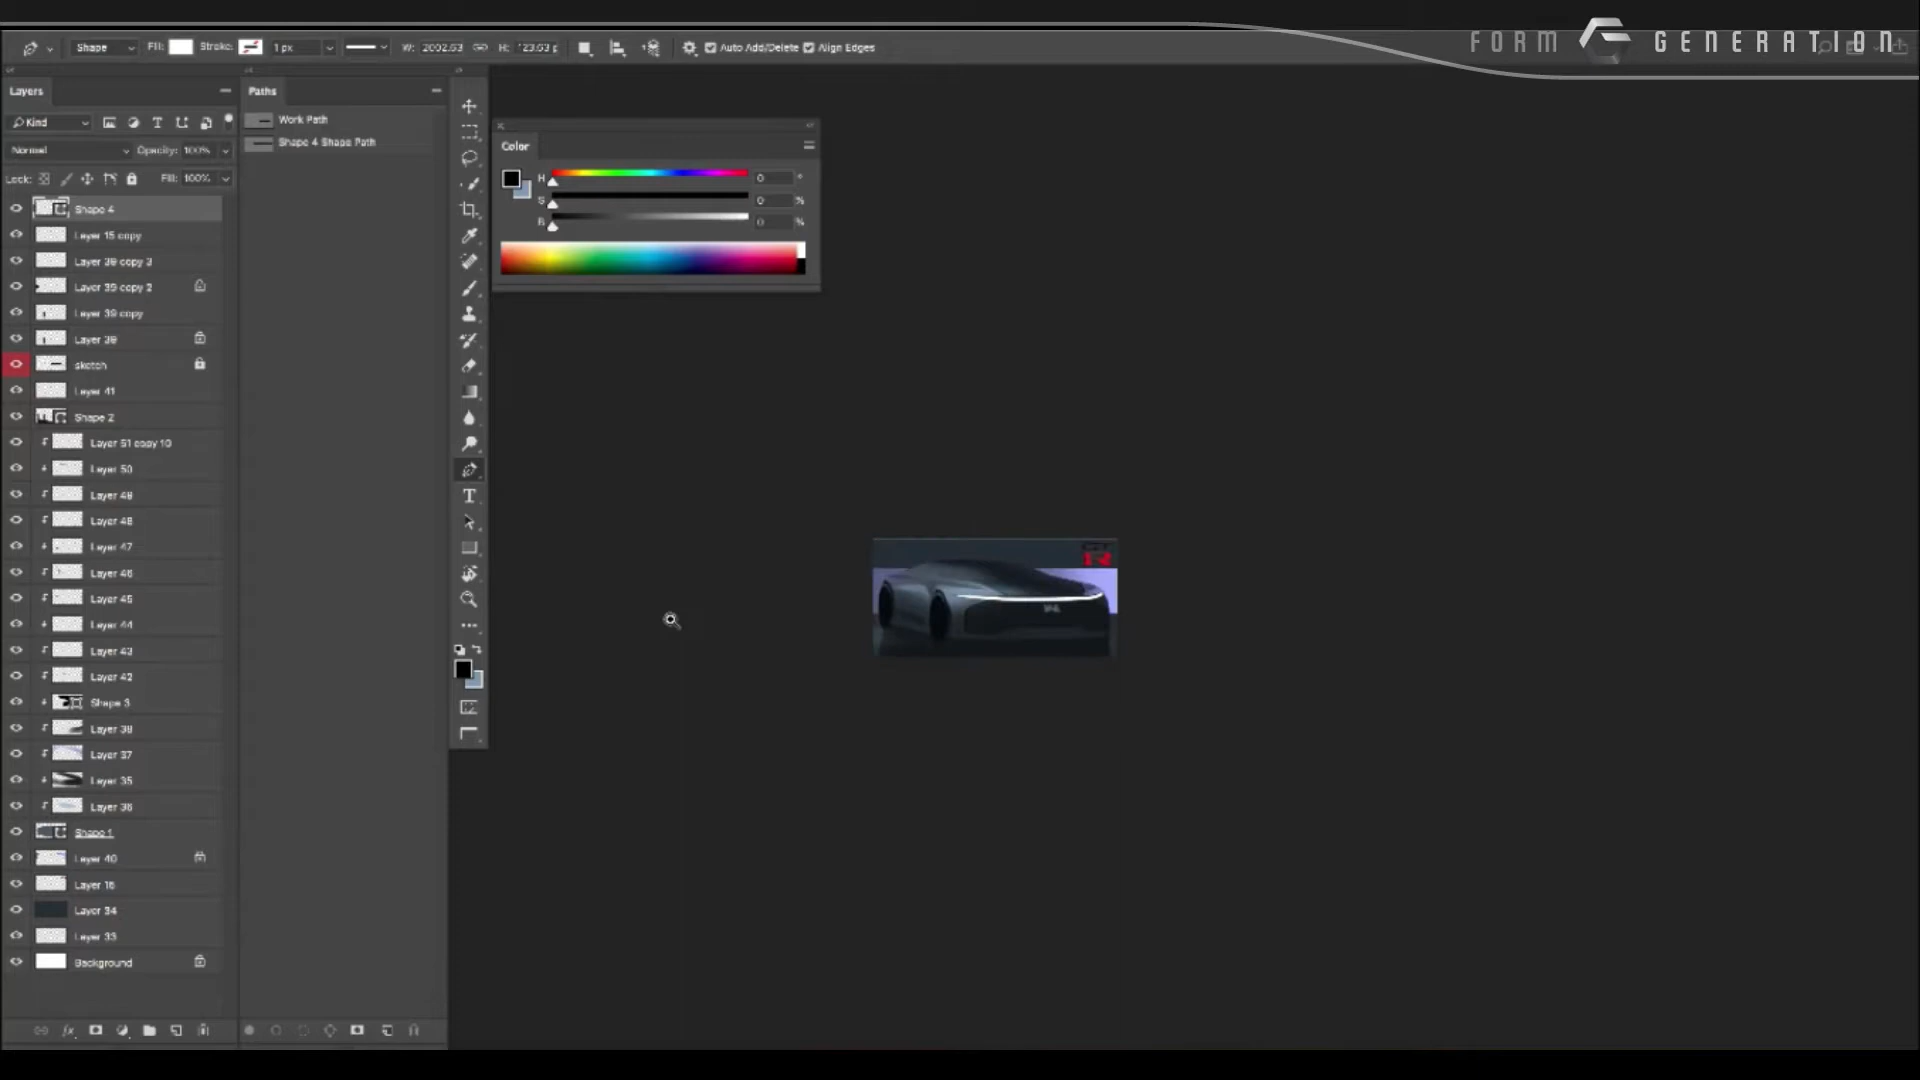 FORM GENERATION
Shape Fill: Stroke: 1 px W: 2002.63 H: 123.63 p Auto Add/Delete Align Edges
Layers
Paths
Kind
Work Path
Shape 4 Shape Path
Normal Opacity: 100%
Lock: Fill: 100%
Color
H 0 °
S 0 %
B 0 %
Shape 4
Layer 15 copy
Layer 39 copy 3
Layer 39 copy 2
Layer 39 copy
Layer 39
sketch
Layer 41
Shape 2
Layer 51 copy 10
Layer 50
Layer 49
Layer 48
Layer 47
Layer 46
Layer 45
Layer 44
Layer 43
Layer 42
Shape 3
Layer 38
Layer 37
Layer 35
Layer 36
Shape 1
Layer 40
Layer 16
Layer 34
Layer 33
Background
R